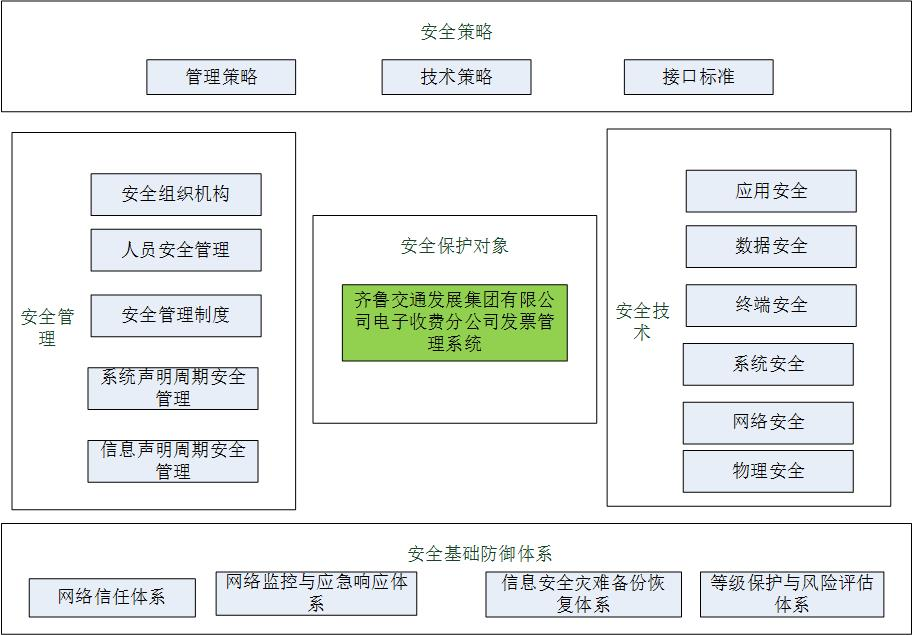 安全策略
管理策略
技术策略
接口标准
安全管
理
安全组织机构
人员安全管理
安全管理制度
系统声明周期安全
管理
信息声明周期安全
管理
安全保护对象
齐鲁交通发展集团有限公
司电子收费分公司发票管
理系统
安全技
术
应用安全
数据安全
终端安全
系统安全
网络安全
物理安全
安全基础防御体系
网络信任体系
网络监控与应急响应体
系
信息安全灾难备份恢
复体系
等级保护与风险评估
体系